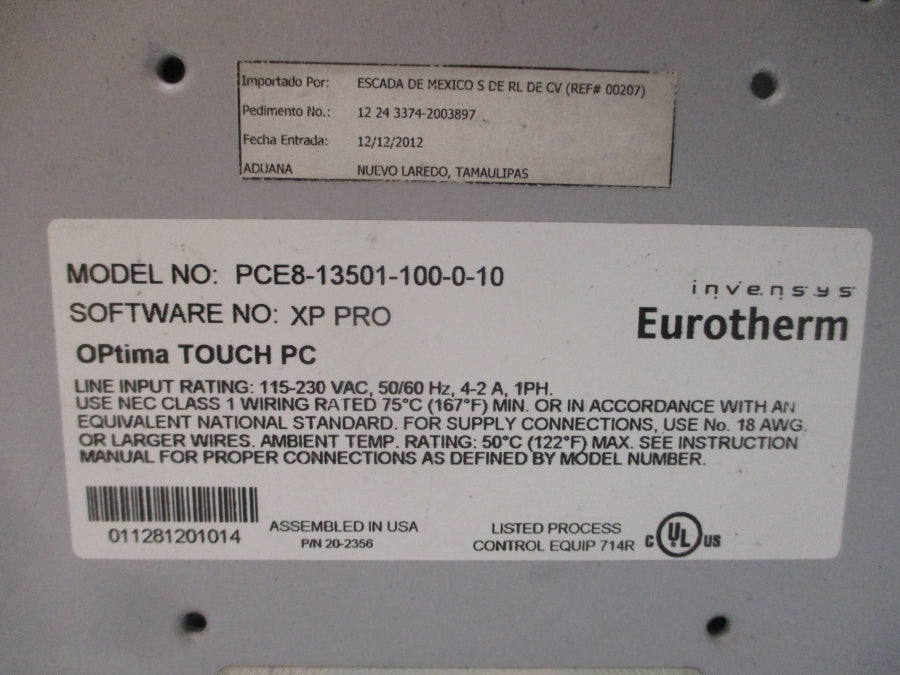 Importado Por: ESCADA DE MEXICO S DE RL DE CV (REF# 00207)
Pedimento No.: 12 24 3374-2003897
Fecha Entrada: 12/12/2012
ADUANA NUEVO LAREDO, TAMAULIPAS
MODEL NO: PCE8-13501-100-0-10
invensys
SOFTWARE NO: XP PRO
Eurotherm
OPtima TOUCH PC
LINE INPUT RATING: 115-230 VAC, 50/60 Hz, 4-2 A, 1PH.
USE NEC CLASS 1 WIRING RATED 75°C (167°F) MIN. OR IN ACCORDANCE WITH AN
EQUIVALENT NATIONAL STANDARD. FOR SUPPLY CONNECTIONS, USE No. 18 AWG.
OR LARGER WIRES. AMBIENT TEMP. RATING: 50°C (122°F) MAX. SEE INSTRUCTION
MANUAL FOR PROPER CONNECTIONS AS DEFINED BY MODEL NUMBER.
011281201014
ASSEMBLED IN USA
P/N 20-2356
LISTED PROCESS
CONTROL EQUIP 714R
c UL us